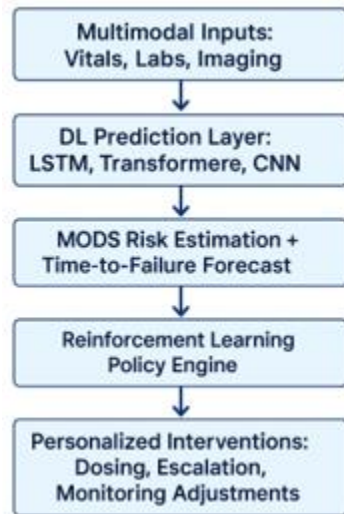 Multimodal Inputs:
Vitals, Labs, Imaging
DL Prediction Layer:
LSTM, Transformere, CNN
MODS Risk Estimation +
Time-to-Failure Forecast
Reinforcement Learning
Policy Engine
Personalized Interventions:
Dosing, Escalation,
Monitoring Adjustments